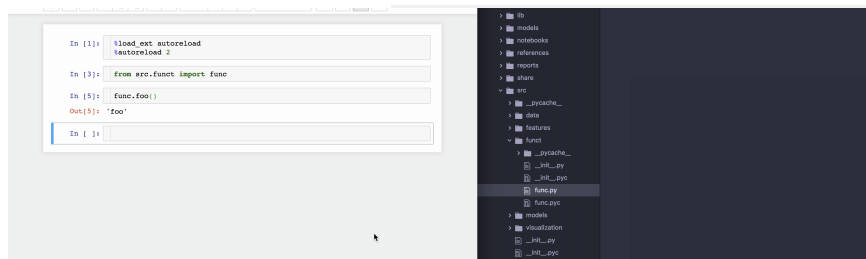 In [1]: %load_ext autoreload
%autoreload 2
In [3]: from src.funct import func
In [5]: func.foo()
Out[5]: 'foo'
In [ ]:
lib
models
notebooks
references
reports
share
src
__pycache__
data
features
funct
__pycache__
__init__.py
__init__.pyc
func.py
func.pyc
models
visualization
__init__.py
__init__.pyc